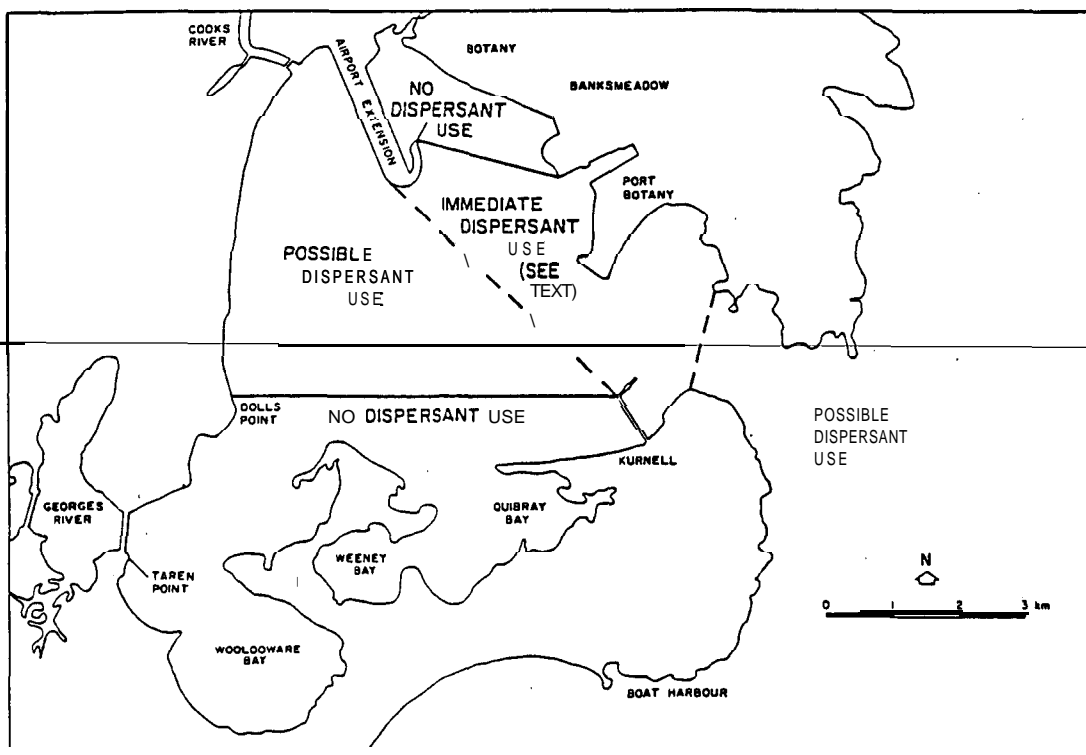 COOKS
RIVER
AIRPORT EXTENSION
BOTANY
BANKSMEADOW
NO
DISPERSANT
USE
PORT
BOTANY
IMMEDIATE
DISPERSANT
USE
(SEE
TEXT)
POSSIBLE
DISPERSANT
USE
DOLLS
POINT
NO DISPERSANT USE
POSSIBLE
DISPERSANT
USE
KURNELL
GEORGES
RIVER
QUIBRAY
BAY
WEENEY
BAY
TAREN
POINT
N
0 1 2 3 km
WOOLOOWARE
BAY
BOAT HARBOUR